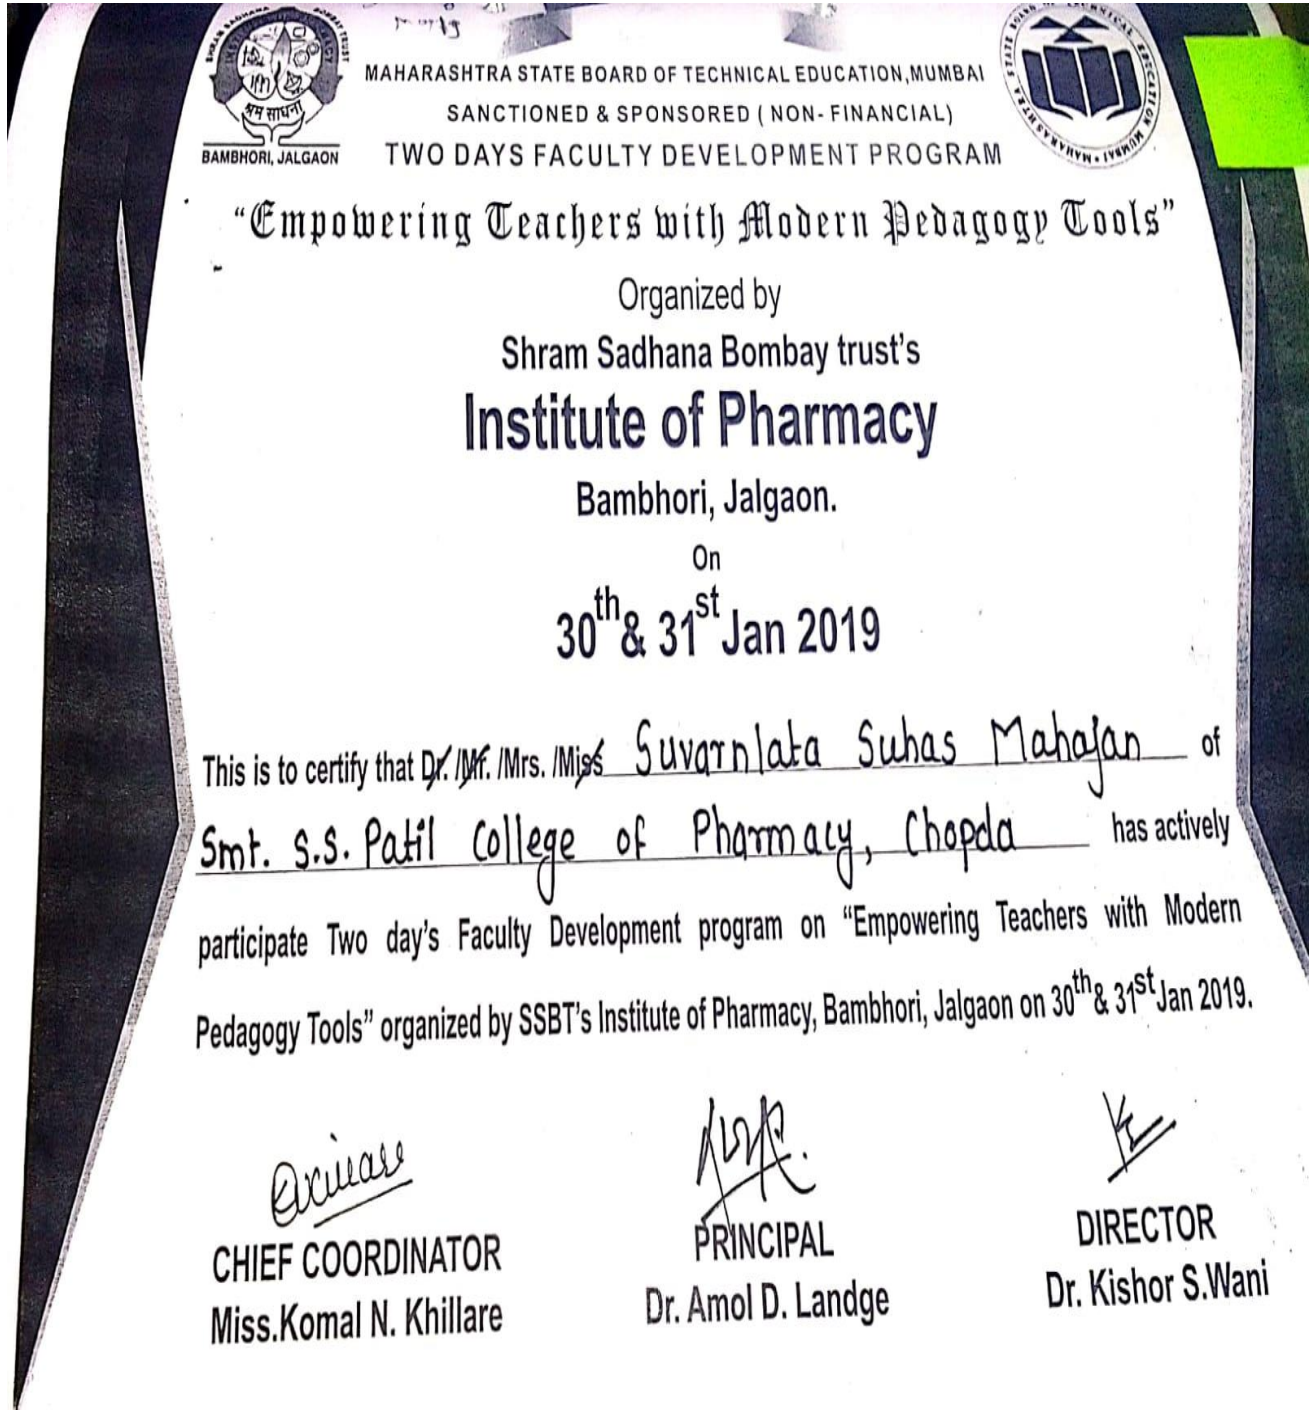 MAHARASHTRA STATE BOARD OF TECHNICAL EDUCATION,MUMBAI
SANCTIONED & SPONSORED ( NON- FINANCIAL)
श्रम साधना
BAMBHORI, JALGAON
TWO DAYS FACULTY DEVELOPMENT PROGRAM
“Empowering Teachers with Modern Pedagogy Tools”
Organized by
Shram Sadhana Bombay trust’s
Institute of Pharmacy
Bambhori, Jalgaon.
On
30th & 31st Jan 2019
This is to certify that Dr. /Mr. /Mrs. /Miss Suvarnlata Suhas Mahajan of
Smt. S.S. Patil College of Pharmacy, Chopda has actively
participate Two day’s Faculty Development program on “Empowering Teachers with Modern
Pedagogy Tools” organized by SSBT’s Institute of Pharmacy, Bambhori, Jalgaon on 30th & 31st Jan 2019.
CHIEF COORDINATOR
Miss.Komal N. Khillare
PRINCIPAL
Dr. Amol D. Landge
DIRECTOR
Dr. Kishor S.Wani